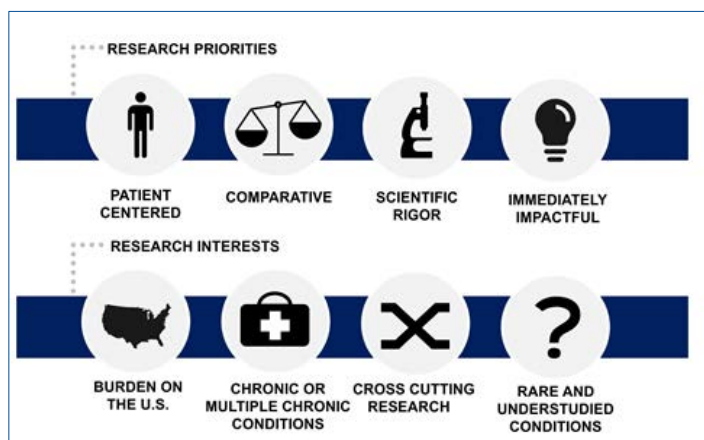 RESEARCH PRIORITIES
PATIENT
CENTERED
COMPARATIVE
SCIENTIFIC
RIGOR
IMMEDIATELY
IMPACTFUL
RESEARCH INTERESTS
BURDEN ON
THE U.S.
CHRONIC OR
MULTIPLE CHRONIC
CONDITIONS
CROSS CUTTING
RESEARCH
RARE AND
UNDERSTUDIED
CONDITIONS